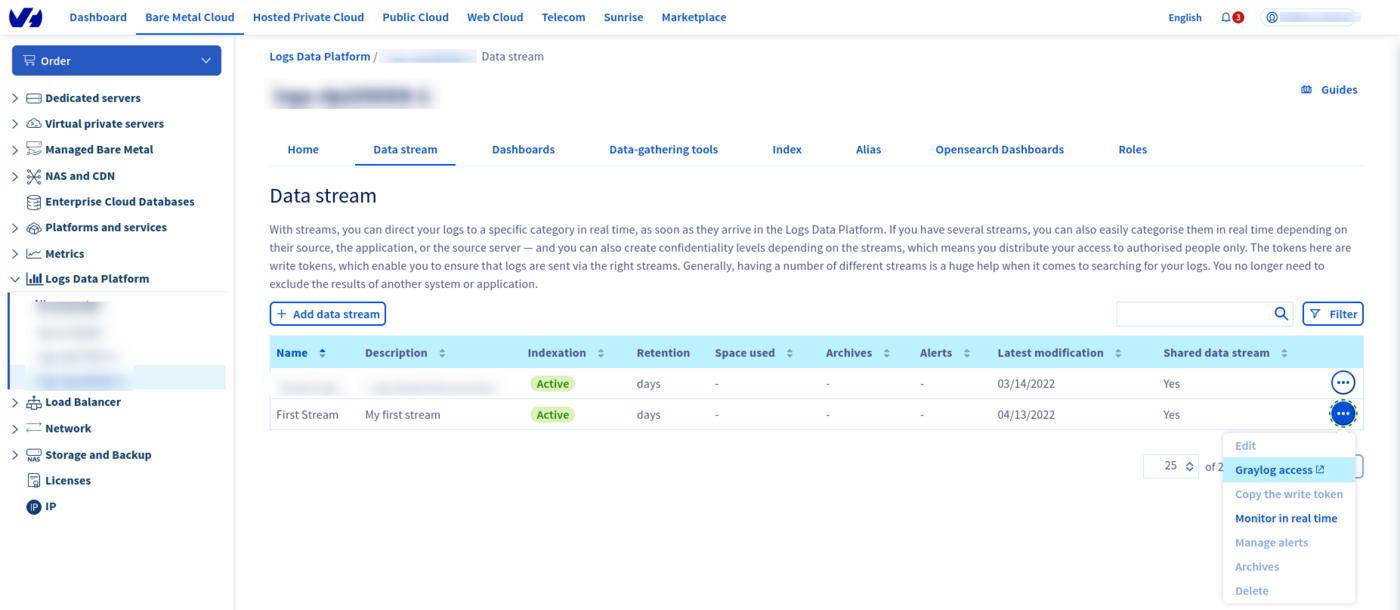 Dashboard Bare Metal Cloud Hosted Private Cloud Public Cloud Web Cloud Telecom Sunrise Marketplace English 3
Order
Dedicated servers
Virtual private servers
Managed Bare Metal
NAS and CDN
Enterprise Cloud Databases
Platforms and services
Metrics
Logs Data Platform
Load Balancer
Network
NAS Storage and Backup
Licenses
IP IP
Logs Data Platform / Data stream
Guides
Home Data stream Dashboards Data-gathering tools Index Alias Opensearch Dashboards Roles
Data stream
With streams, you can direct your logs to a specific category in real time, as soon as they arrive in the Logs Data Platform. If you have several streams, you can also easily categorise them in real time depending on
their source, the application, or the source server — and you can also create confidentiality levels depending on the streams, which means you distribute your access to authorised people only. The tokens here are
write tokens, which enable you to ensure that logs are sent via the right streams. Generally, having a number of different streams is a huge help when it comes to searching for your logs. You no longer need to
exclude the results of another system or application.
+ Add data stream Filter
Name Description Indexation Retention Space used Archives Alerts Latest modification Shared data stream
Active days - - - 03/14/2022 Yes
First Stream My first stream Active days - - - 04/13/2022 Yes
25 of 2
Edit
Graylog access
Copy the write token
Monitor in real time
Manage alerts
Archives
Delete